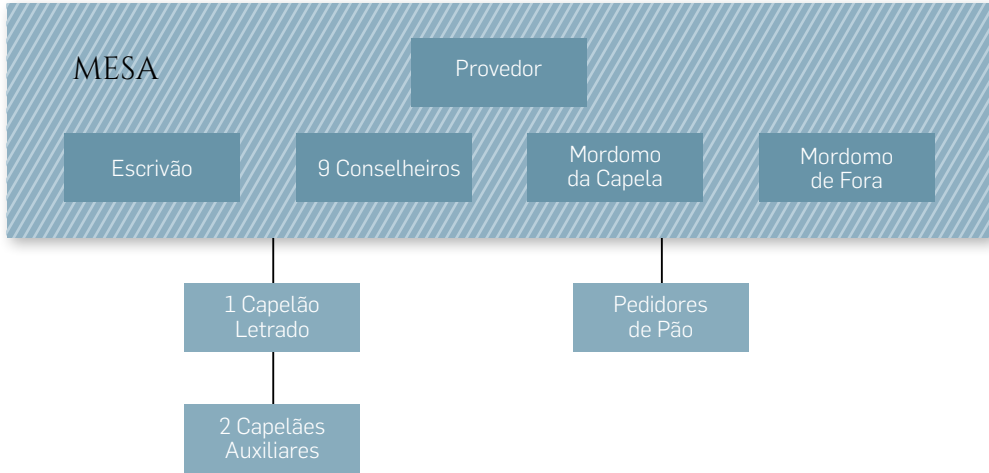 MESA
Provedor
Escrivão
9 Conselheiros
Mordomo
da Capela
Mordomo
de Fora
1 Capelão
Letrado
Pedidores
de Pão
2 Capelães
Auxiliares